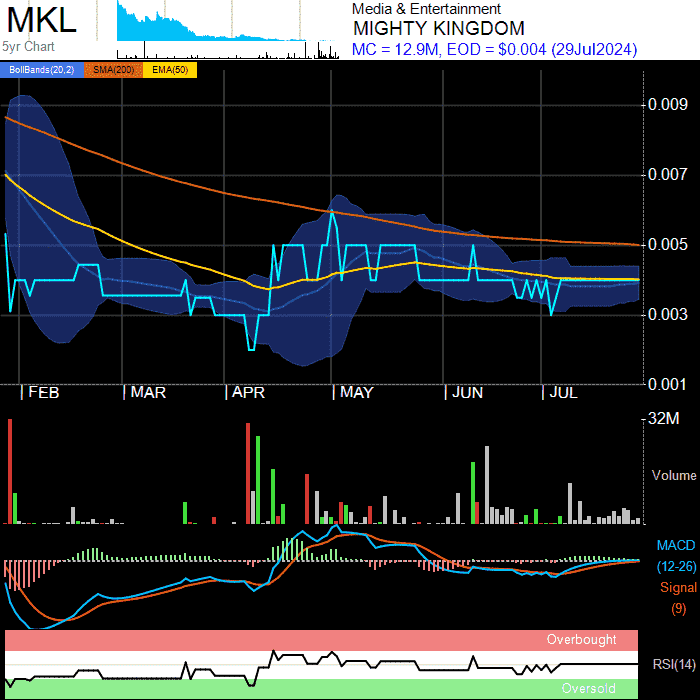 MKL
5yr Chart
Media & Entertainment
MIGHTY KINGDOM
MC = 12.9M, EOD = $0.004 (29Jul2024)
BollBands(20,2) SMA(200) EMA(50)
0.009
0.007
0.005
0.003
0.001
| FEB | MAR | APR | MAY | JUN | JUL
32M
Volume
MACD
(12-26)
Signal
(9)
Overbought
RSI(14)
Oversold